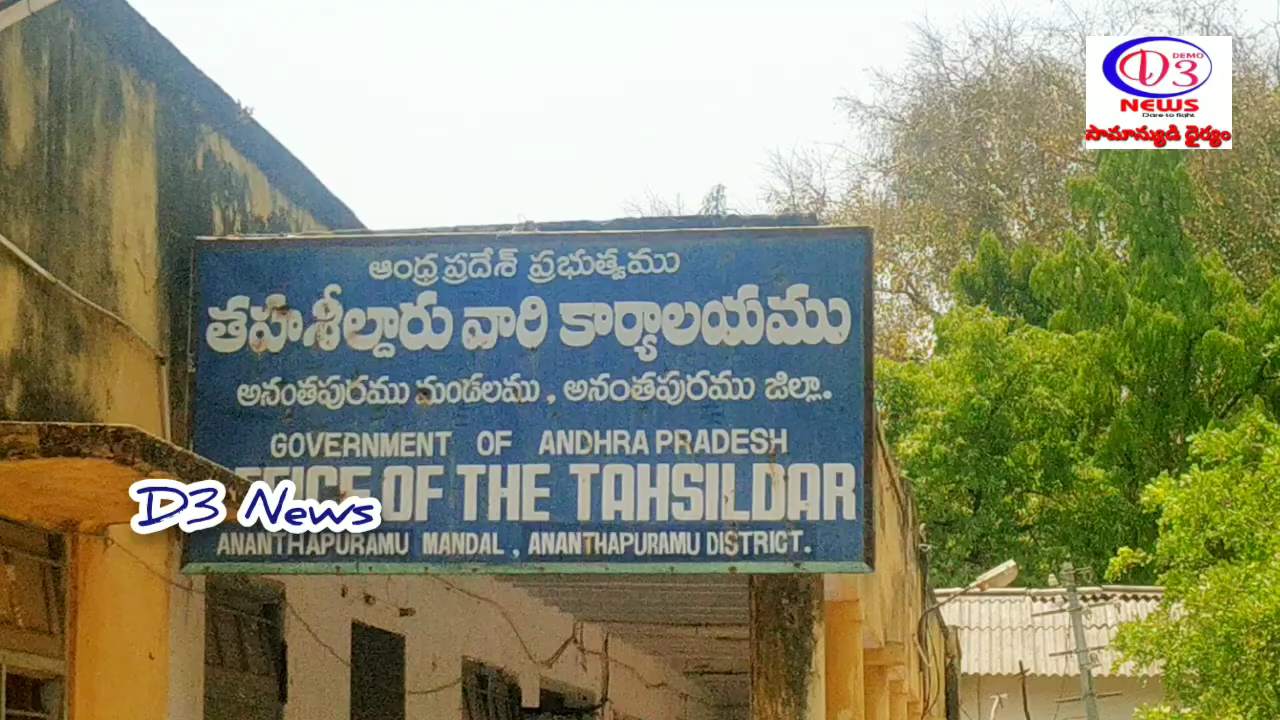 DEMO
D3
NEWS
Dare to fight
సామాన్యుడి ధైర్యం
ఆంధ్ర ప్రదేశ్ ప్రభుత్వము
తహశీల్దారు వారి కార్యాలయము
అనంతపురము మండలము , అనంతపురము జిల్లా.
GOVERNMENT OF ANDHRA PRADESH
OFFICE OF THE TAHSILDAR
D3 News
ANANTHAPURAMU MANDAL , ANANTHAPURAMU DISTRICT.